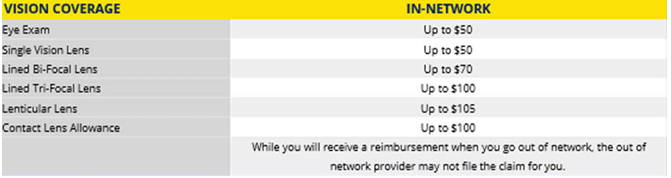 VISION COVERAGE IN-NETWORK
Eye Exam Up to $50
Single Vision Lens Up to $50
Lined Bi-Focal Lens Up to $70
Lined Tri-Focal Lens Up to $100
Lenticular Lens Up to $105
Contact Lens Allowance Up to $100
While you will receive a reimbursement when you go out of network, the out of
network provider may not file the claim for you.